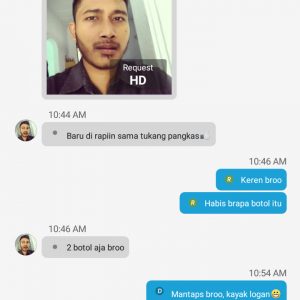 Request
HD
10:44 AM
Baru di rapiin sama tukang pangkas
10:46 AM
R Keren broo
R Habis brapa botol itu
10:46 AM
2 botol aja broo
10:54 AM
D Mantaps broo, kayak logan😄